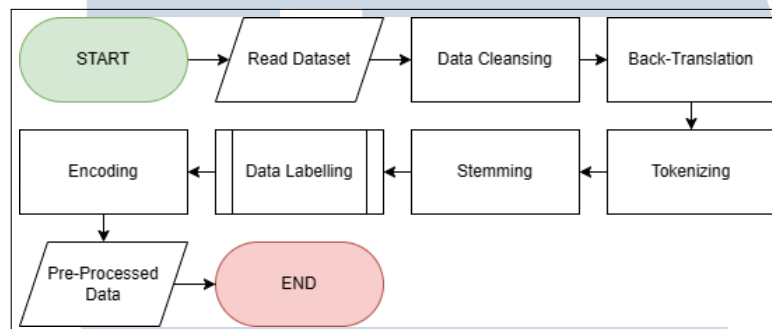 START
Read Dataset
Data Cleansing
Back-Translation
Tokenizing
Stemming
Data Labelling
Encoding
Pre-Processed
Data
END